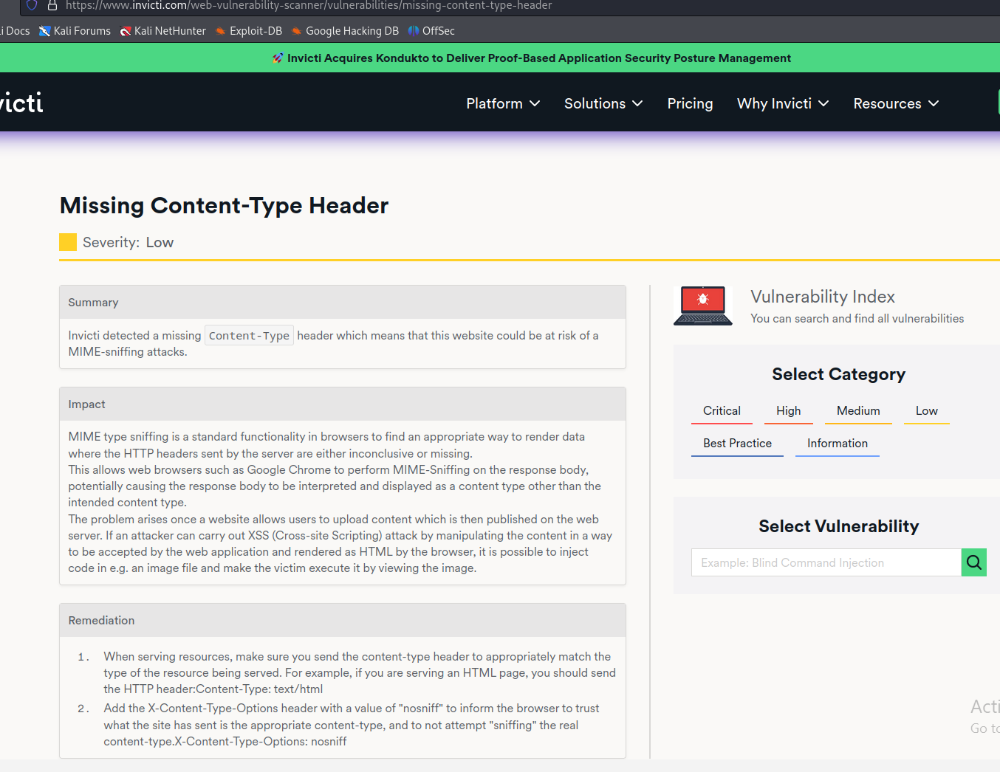 https://www.invicti.com/web-vulnerability-scanner/vulnerabilities/missing-content-type-header
Docs Kali Forums Kali NetHunter Exploit-DB Google Hacking DB OffSec
🚀 Invicti Acquires Kondukto to Deliver Proof-Based Application Security Posture Management
victi Platform Solutions Pricing Why Invicti Resources
Missing Content-Type Header
Severity: Low
Summary
Invicti detected a missing Content-Type header which means that this website could be at risk of a
MIME-sniffing attacks.
Impact
MIME type sniffing is a standard functionality in browsers to find an appropriate way to render data
where the HTTP headers sent by the server are either inconclusive or missing.
This allows web browsers such as Google Chrome to perform MIME-Sniffing on the response body,
potentially causing the response body to be interpreted and displayed as a content type other than the
intended content type.
The problem arises once a website allows users to upload content which is then published on the web
server. If an attacker can carry out XSS (Cross-site Scripting) attack by manipulating the content in a way
to be accepted by the web application and rendered as HTML by the browser, it is possible to inject
code in e.g. an image file and make the victim execute it by viewing the image.
Remediation
1. When serving resources, make sure you send the content-type header to appropriately match the
type of the resource being served. For example, if you are serving an HTML page, you should send
the HTTP header:Content-Type: text/html
2. Add the X-Content-Type-Options header with a value of "nosniff" to inform the browser to trust
what the site has sent is the appropriate content-type, and to not attempt "sniffing" the real
content-type.X-Content-Type-Options: nosniff
Vulnerability Index
You can search and find all vulnerabilities
Select Category
Critical High Medium Low
Best Practice Information
Select Vulnerability
Example: Blind Command Injection
Acti
Go to